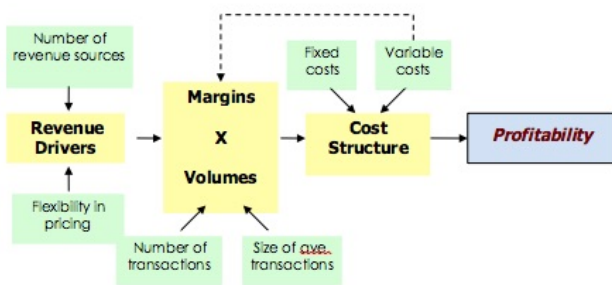 Number of
revenue sources
Fixed
costs
Variable
costs
Margins
X
Volumes
Revenue
Drivers
Cost
Structure
Profitability
Flexibility in
pricing
Number of
transactions
Size of ave.
transactions